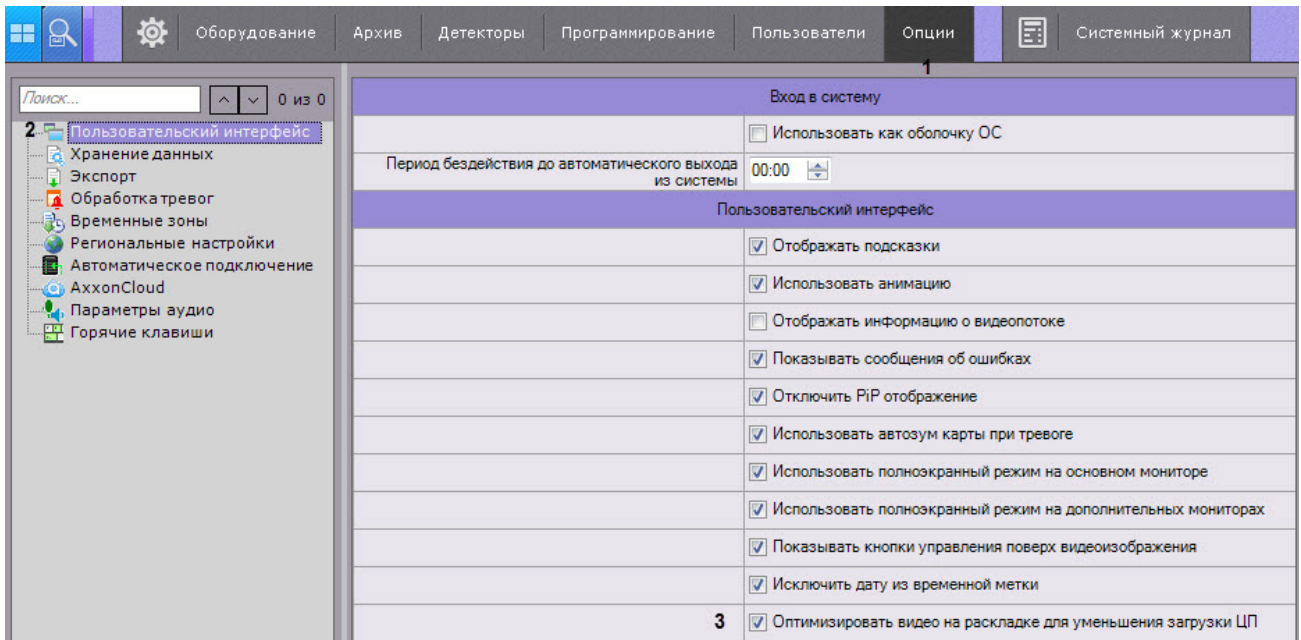 Оборудование Архив Детекторы Программирование Пользователи Опции Системный журнал
1
Поиск... 0 из 0
2 Пользовательский интерфейс
Хранение данных
Экспорт
Обработка тревог
Временные зоны
Региональные настройки
Автоматическое подключение
AxxonCloud
Параметры аудио
Горячие клавиши
Вход в систему
Использовать как оболочку ОС
Период бездействия до автоматического выхода
из системы
00:00
Пользовательский интерфейс
Отображать подсказки
Использовать анимацию
Отображать информацию о видеопотоке
Показывать сообщения об ошибках
Отключить PiP отображение
Использовать автозум карты при тревоге
Использовать полноэкранный режим на основном мониторе
Использовать полноэкранный режим на дополнительных мониторах
Показывать кнопки управления поверх видеоизображения
Исключить дату из временной метки
3 Оптимизировать видео на раскладке для уменьшения загрузки ЦП